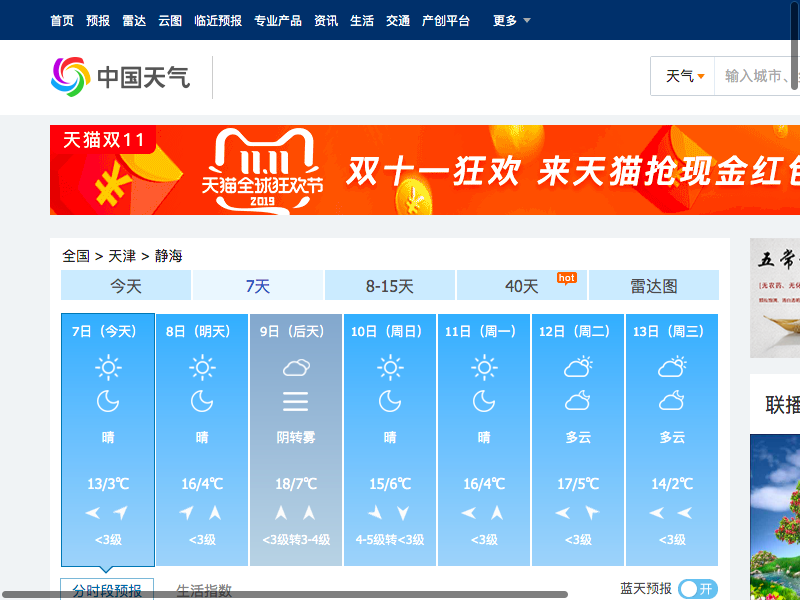 首页 预报 雷达 云图 临近预报 专业产品 资讯 生活 交通 产创平台 更多
中国天气
天气 输入城市、
天猫双11
天猫全球狂欢节
2019
双十一狂欢 来天猫抢现金红包
全国 > 天津 > 静海
今天 7天 8-15天 40天 hot 雷达图
7日（今天） 8日（明天） 9日（后天） 10日（周日） 11日（周一） 12日（周二） 13日（周三）
晴 晴 阴转雾 晴 晴 多云 多云
13/3℃ 16/4℃ 18/7℃ 15/6℃ 16/4℃ 17/5℃ 14/2℃
<3级 <3级 <3级转3-4级 4-5级转<3级 <3级 <3级 <3级
分时段预报 生活指数 蓝天预报 开
五常
联播